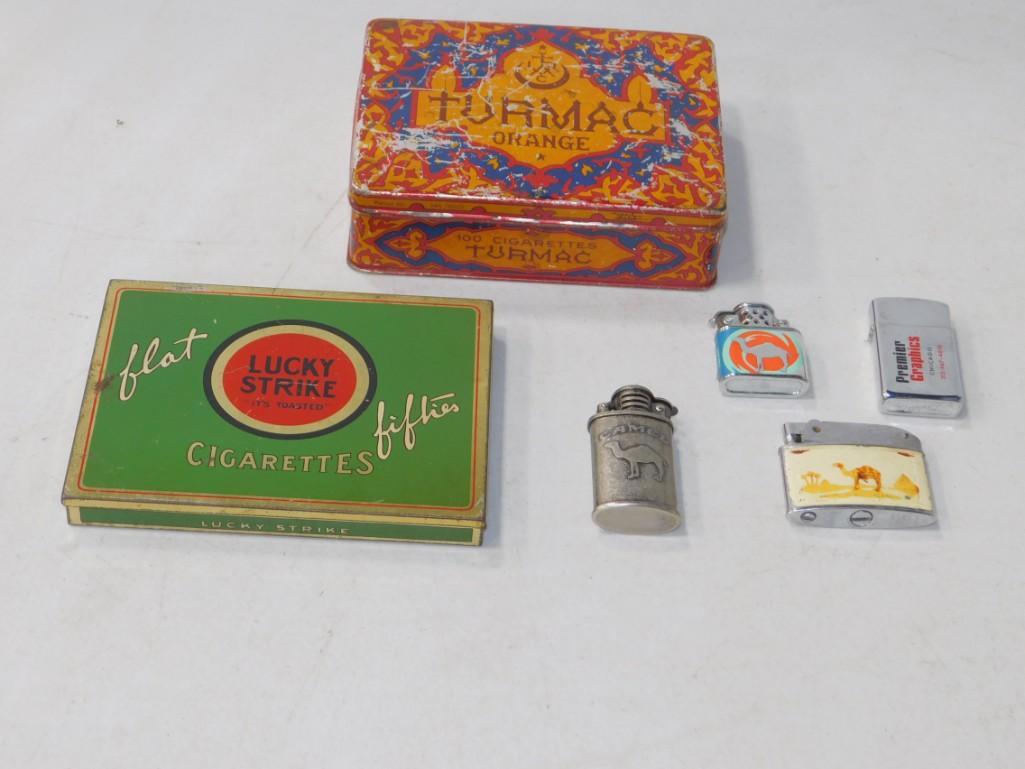 TURMAC
ORANGE
100 CIGARETTES
TURMAC
flat
LUCKY
STRIKE
"IT'S TOASTED"
CIGARETTES
fifties
LUCKY STRIKE
CAMEL
Premier
Graphics
CHICAGO